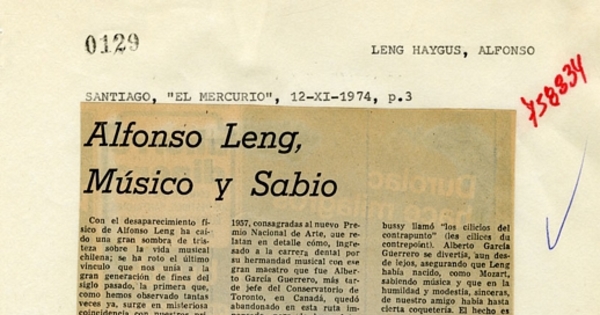 0129
LENG HAYGUS, ALFONSO
Y58834
SANTIAGO, "EL MERCURIO", 12-XI-1974, p.3
Alfonso Leng,
Músico y Sabio
Con el desaparecimiento fí-
sico de Alfonso Leng ha caí-
do una gran sombra de tris-
teza sobre la vida musical
chilena; se ha roto el último
vínculo que nos unía a la
gran generación de fines del
siglo pasado, la primera que,
como hemos observado tantas
veces ya, surge en misteriosa
coincidencia con nuestros
1957, consagradas al nuevo Pre-
mio Nacional de Arte, que re-
latan en detalle cómo, ingre-
sado a la carrera dental por
su hermandad musical con ese
gran maestro que fue Alber-
to García Guerrero, más tar-
de jefe del Conservatorio de
Toronto, en Canadá, quedó
abandonado en esta ruta
bussy llamó "los cilicios del
contrapunto" (les cilices du
contrepoint). Alberto García
Guerrero se divertía, aun des-
de lejos, asegurando que Leng
había nacido, como Mozart,
sabiendo música y que en la
humildad y modestia, sinceras,
de nuestro amigo había hasta
cierta coquetería. El hecho es